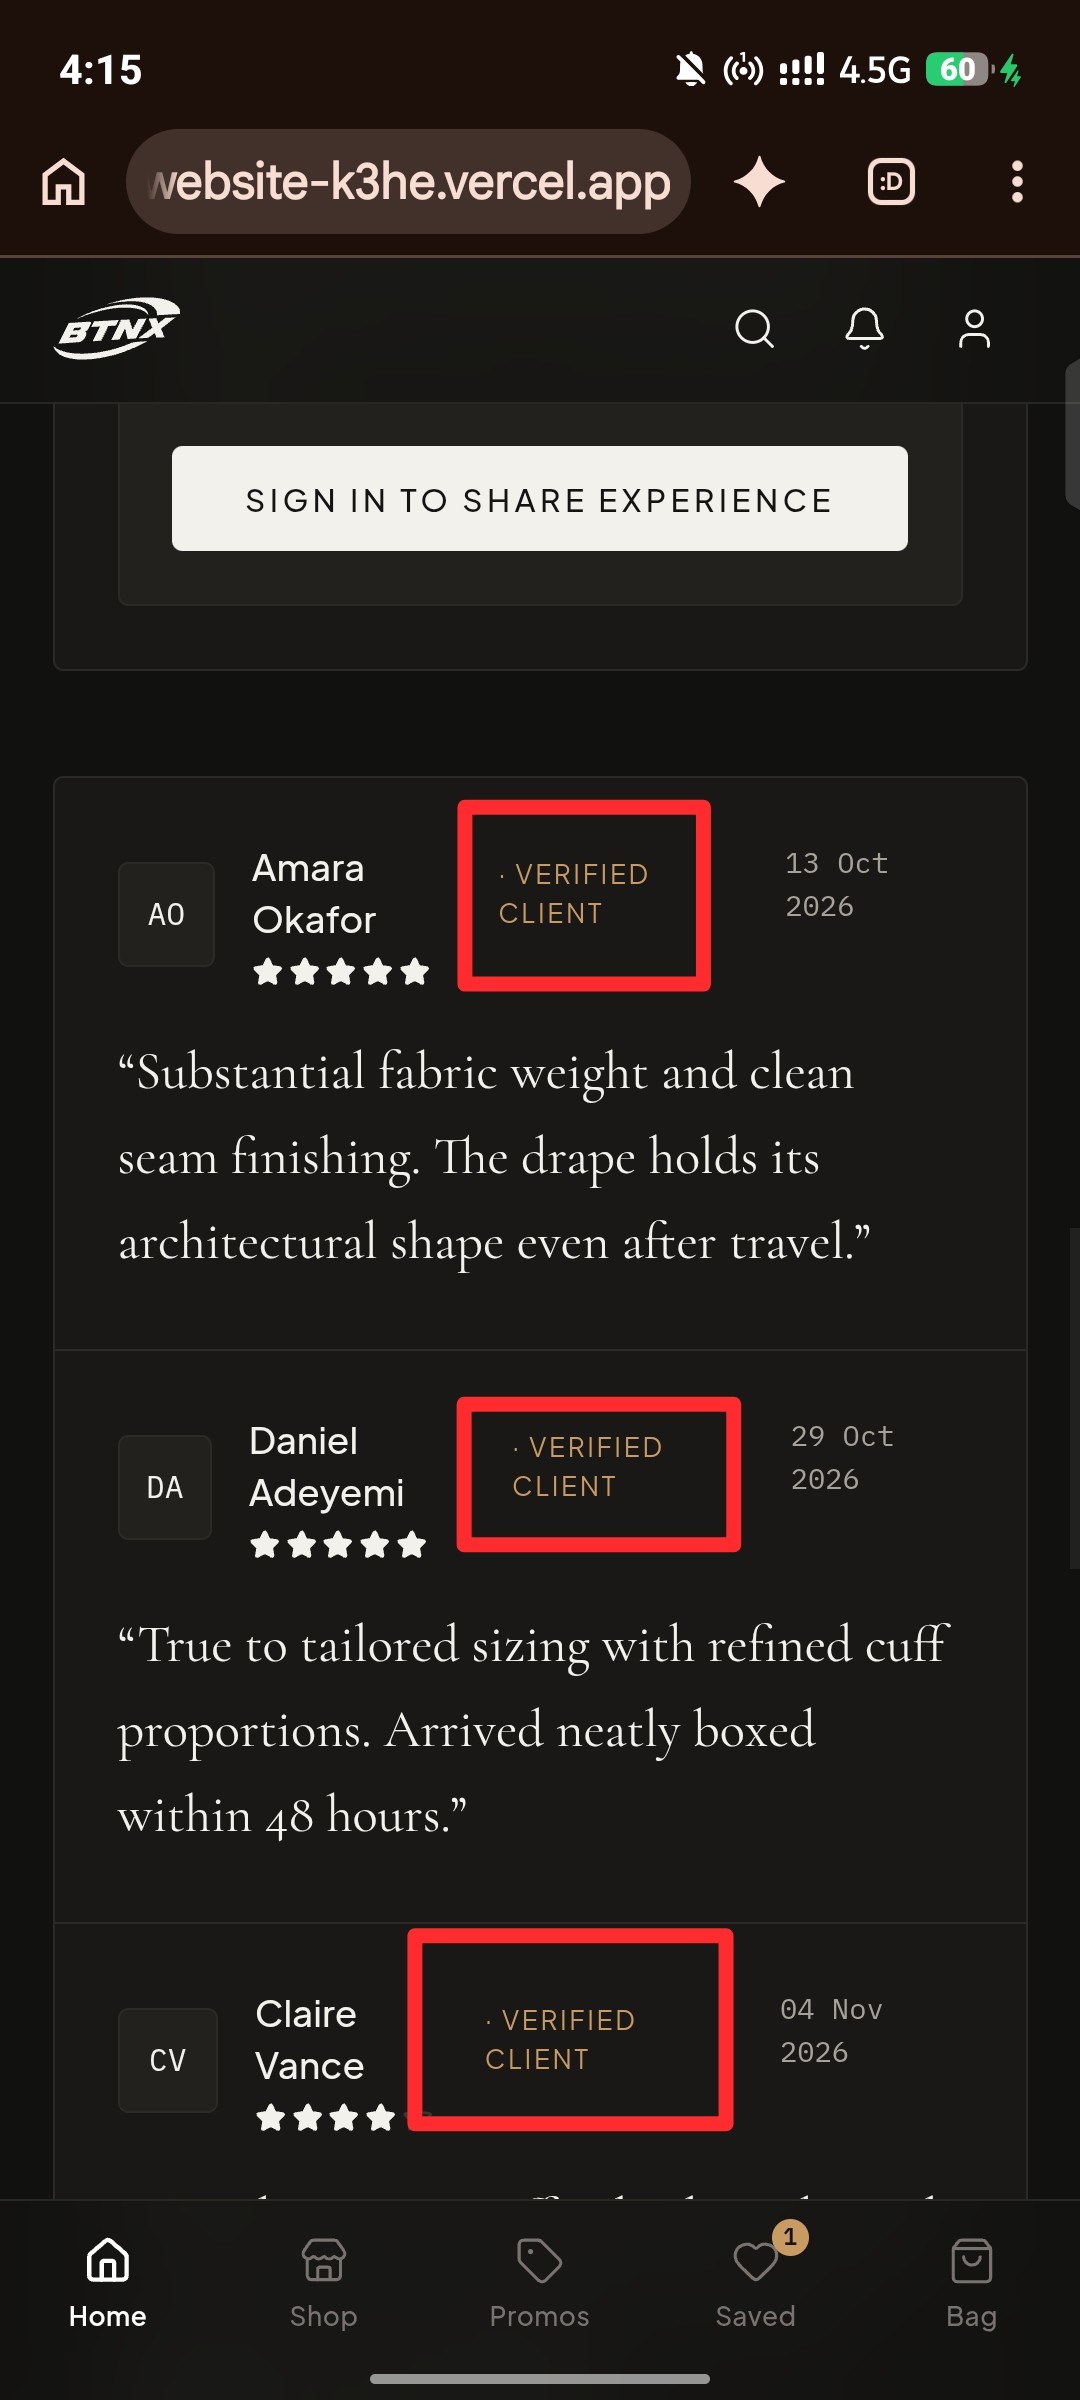 4:15
4.5G
60
website-k3he.vercel.app
:D
BTNX
SIGN IN TO SHARE EXPERIENCE
AO
Amara
Okafor
· VERIFIED
CLIENT
13 Oct
2026
“Substantial fabric weight and clean
seam finishing. The drape holds its
architectural shape even after travel.”
DA
Daniel
Adeyemi
· VERIFIED
CLIENT
29 Oct
2026
“True to tailored sizing with refined cuff
proportions. Arrived neatly boxed
within 48 hours.”
CV
Claire
Vance
· VERIFIED
CLIENT
04 Nov
2026
1
Home
Shop
Promos
Saved
Bag